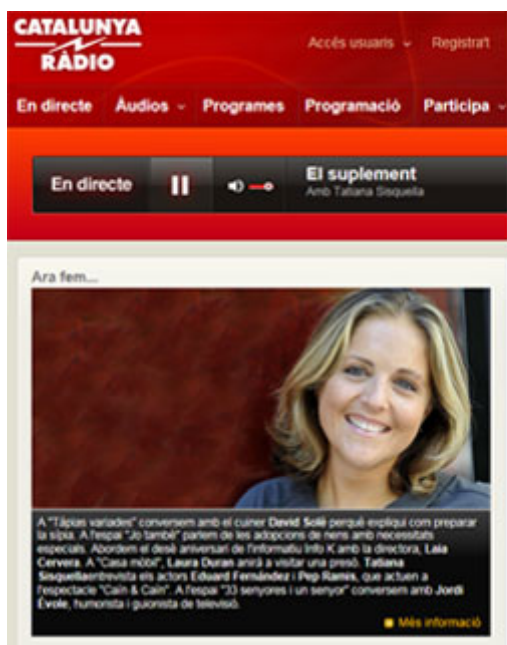 CATALUNYA
RÀDIO
Accés usuaris
Registra't
En directe Àudios Programes Programació Participa
En directe
El suplement
Amb Tatiana Sisquella
Ara fem...
A "Tàpias variades" conversem amb el cuiner David Solé perquè expliqui com preparar
la sípia. A l'espai "Jo també" parlem de les adopcions de nens amb necessitats
especials. Abordem el desè aniversari de l'informatiu Info K amb la directora, Laia
Cervera. A "Casa mòbil", Laura Duran anirà a visitar una presó. Tatiana
Sisquellaentrevista els actors Eduard Fernández i Pep Ramis, que actuen a
l'espectacle "Caín & Caín". A l'espai "33 senyores i un senyor" conversem amb Jordi
Évole, humorista i guionista de televisió.
Més informació